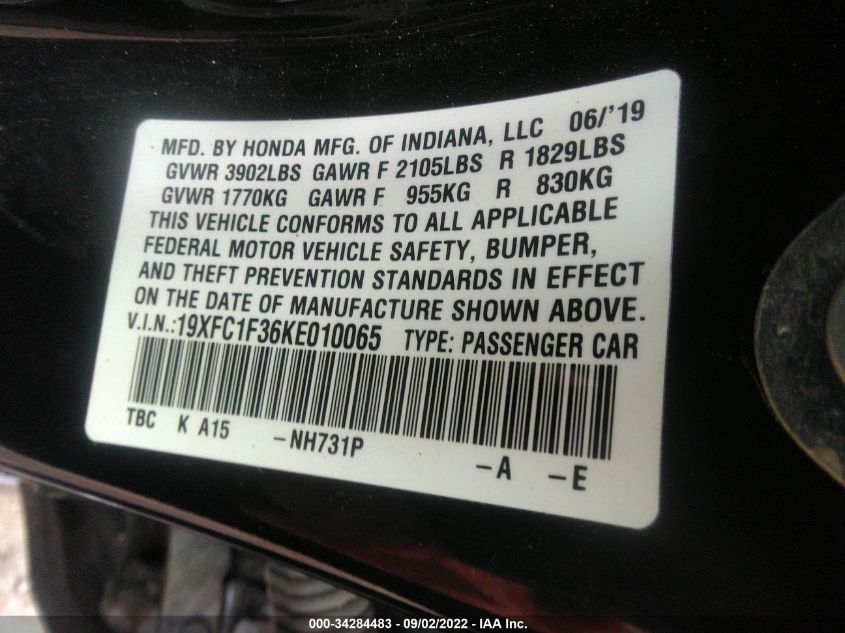 MFD. BY HONDA MFG. OF INDIANA, LLC 06/'19
GVWR 3902LBS GAWR F 2105LBS R 1829LBS
GVWR 1770KG GAWR F 955KG R 830KG
THIS VEHICLE CONFORMS TO ALL APPLICABLE
FEDERAL MOTOR VEHICLE SAFETY, BUMPER,
AND THEFT PREVENTION STANDARDS IN EFFECT
ON THE DATE OF MANUFACTURE SHOWN ABOVE.
V.I.N.:19XFC1F36KE010065 TYPE: PASSENGER CAR
TBC K A15 -NH731P -A -E
000-34284483 - 09/02/2022 - IAA Inc.